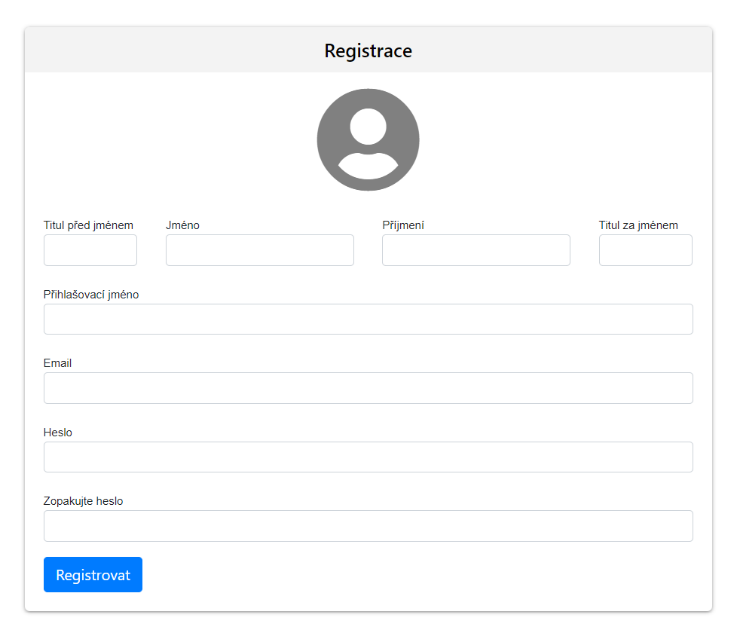 Registrace
Titul před jménem Jméno Příjmení Titul za jménem
Přihlašovací jméno
Email
Heslo
Zopakujte heslo
Registrovat